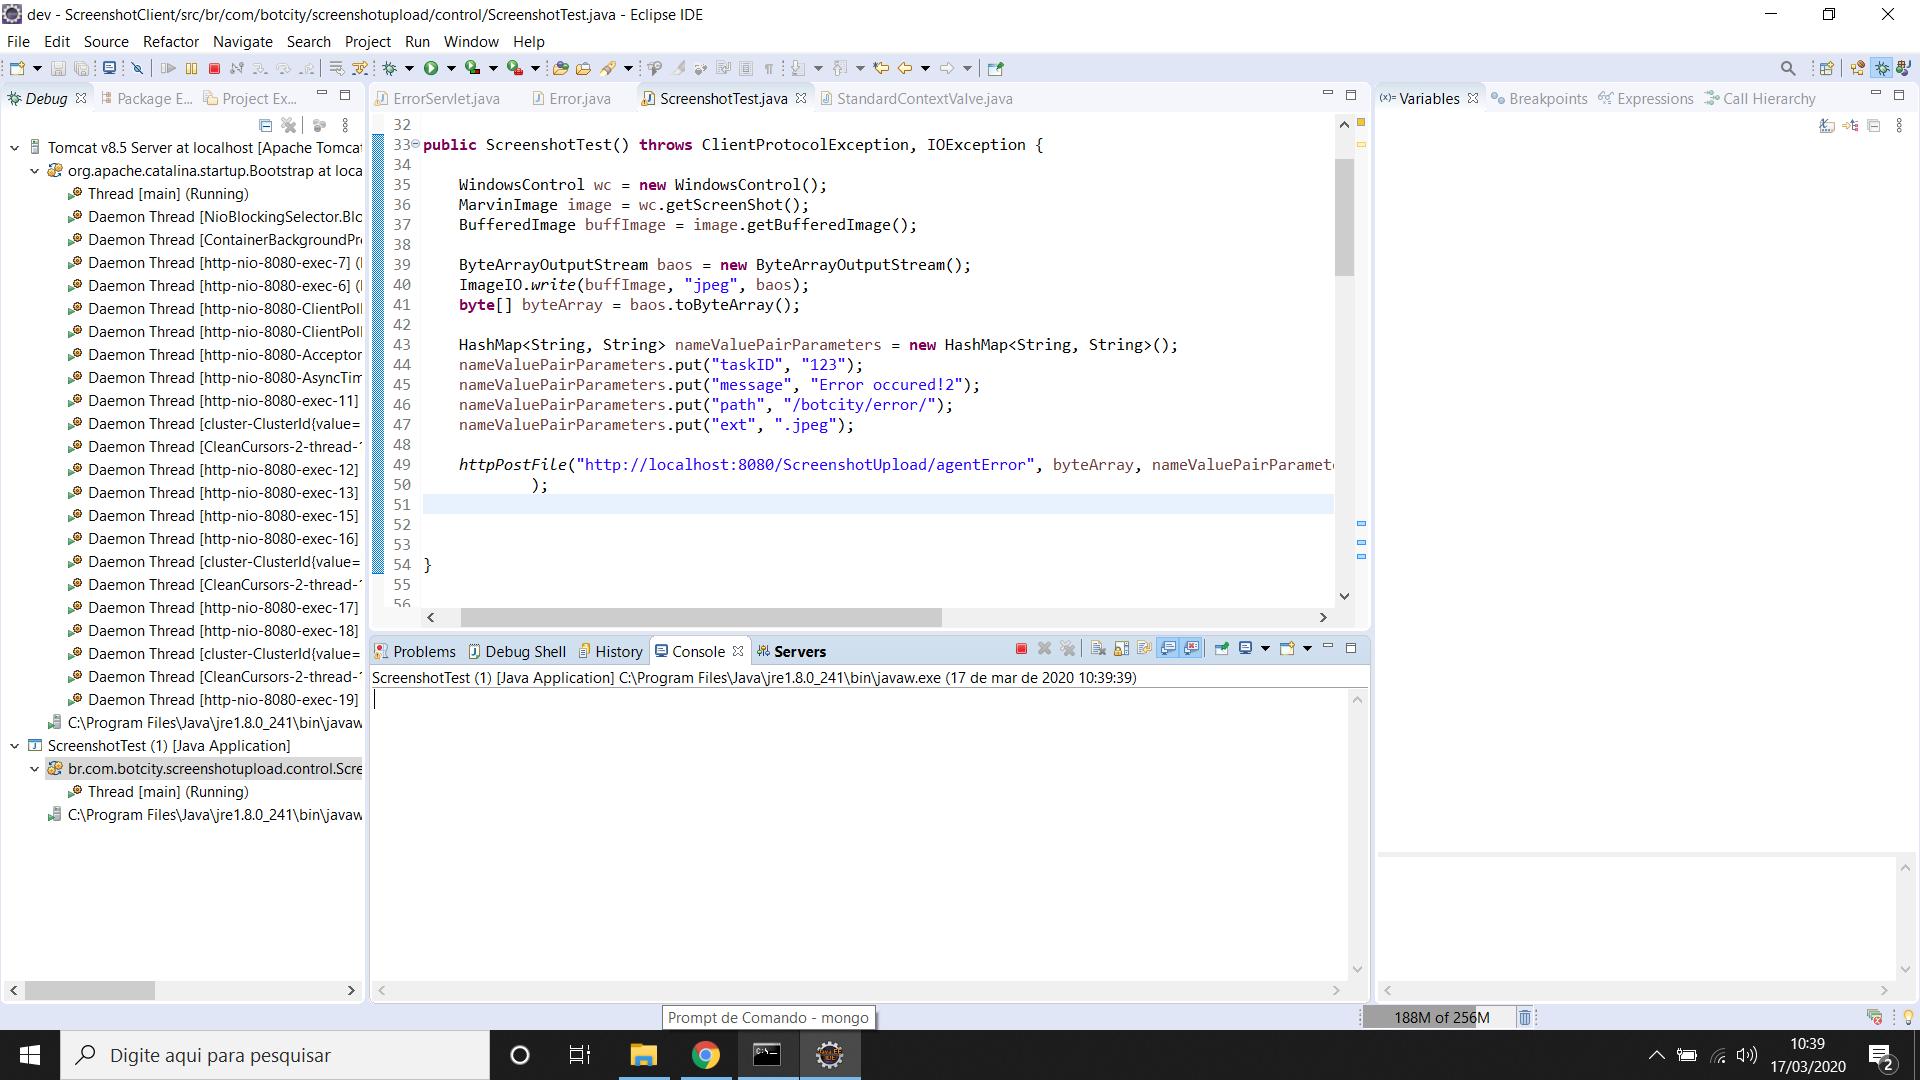 dev - ScreenshotClient/src/br/com/botcity/screenshotupload/control/ScreenshotTest.java - Eclipse IDE
File Edit Source Refactor Navigate Search Project Run Window Help
Debug Package E... Project Ex...
Tomcat v8.5 Server at localhost [Apache Tomca
org.apache.catalina.startup.Bootstrap at loca
Thread [main] (Running)
Daemon Thread [NioBlockingSelector.Blo
Daemon Thread [ContainerBackgroundPr
Daemon Thread [http-nio-8080-exec-7] (
Daemon Thread [http-nio-8080-exec-6] (
Daemon Thread [http-nio-8080-ClientPoll
Daemon Thread [http-nio-8080-ClientPoll
Daemon Thread [http-nio-8080-Acceptor
Daemon Thread [http-nio-8080-AsyncTim
Daemon Thread [http-nio-8080-exec-11]
Daemon Thread [cluster-ClusterId{value=
Daemon Thread [CleanCursors-2-thread-
Daemon Thread [http-nio-8080-exec-12]
Daemon Thread [http-nio-8080-exec-13]
Daemon Thread [http-nio-8080-exec-15]
Daemon Thread [http-nio-8080-exec-16]
Daemon Thread [cluster-ClusterId{value=
Daemon Thread [CleanCursors-2-thread-
Daemon Thread [http-nio-8080-exec-17]
Daemon Thread [http-nio-8080-exec-18]
Daemon Thread [cluster-ClusterId{value=
Daemon Thread [CleanCursors-2-thread-
Daemon Thread [http-nio-8080-exec-19]
C:\Program Files\Java\jre1.8.0_241\bin\javaw
ScreenshotTest (1) [Java Application]
br.com.botcity.screenshotupload.control.Scre
Thread [main] (Running)
C:\Program Files\Java\jre1.8.0_241\bin\javaw
ErrorServlet.java Error.java ScreenshotTest.java StandardContextValve.java
32
33 public ScreenshotTest() throws ClientProtocolException, IOException {
34
35 WindowsControl wc = new WindowsControl();
36 MarvinImage image = wc.getScreenShot();
37 BufferedImage buffImage = image.getBufferedImage();
38
39 ByteArrayOutputStream baos = new ByteArrayOutputStream();
40 ImageIO.write(buffImage, "jpeg", baos);
41 byte[] byteArray = baos.toByteArray();
42
43 HashMap<String, String> nameValuePairParameters = new HashMap<String, String>();
44 nameValuePairParameters.put("taskID", "123");
45 nameValuePairParameters.put("message", "Error occured!2");
46 nameValuePairParameters.put("path", "/botcity/error/");
47 nameValuePairParameters.put("ext", ".jpeg");
48
49 httpPostFile("http://localhost:8080/ScreenshotUpload/agentError", byteArray, nameValuePairParamete
50 );
51
52
53
54 }
55
56
Problems Debug Shell History Console Servers
ScreenshotTest (1) [Java Application] C:\Program Files\Java\jre1.8.0_241\bin\javaw.exe (17 de mar de 2020 10:39:39)
(x)= Variables Breakpoints Expressions Call Hierarchy
Prompt de Comando - mongo
188M of 256M
Digite aqui para pesquisar
10:39
17/03/2020
2